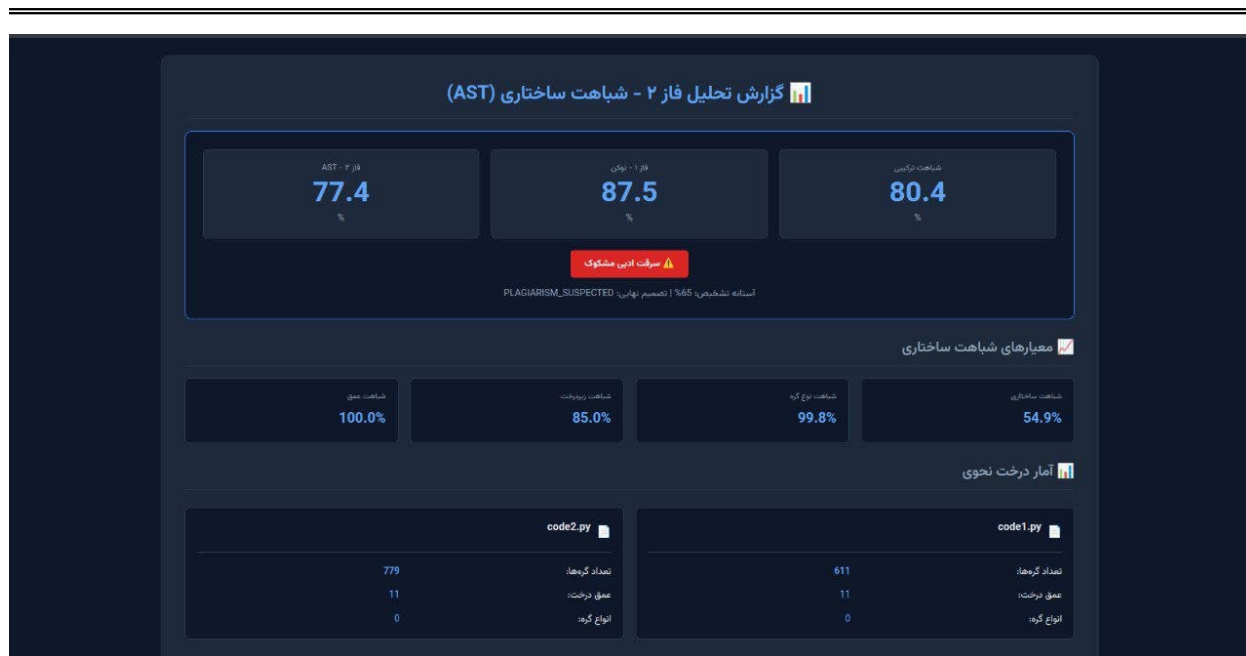 📊 گزارش تحلیل فاز ۲ - شباهت ساختاری (AST)
شباهت ترکیبی
80.4
%
فاز ۱ - توکن
87.5
%
فاز ۲ - AST
77.4
%
⚠️ سرقت ادبی مشکوک
آستانه تشخیص: 65% | تصمیم نهایی: PLAGIARISM_SUSPECTED
📈 معیارهای شباهت ساختاری
شباهت ساختاری
54.9%
شباهت نوع گره
99.8%
شباهت زیردرخت
85.0%
شباهت عمق
100.0%
📊 آمار درخت نحوی
📄 code1.py
تعداد گره‌ها: 611
عمق درخت: 11
انواع گره: 0
📄 code2.py
تعداد گره‌ها: 779
عمق درخت: 11
انواع گره: 0